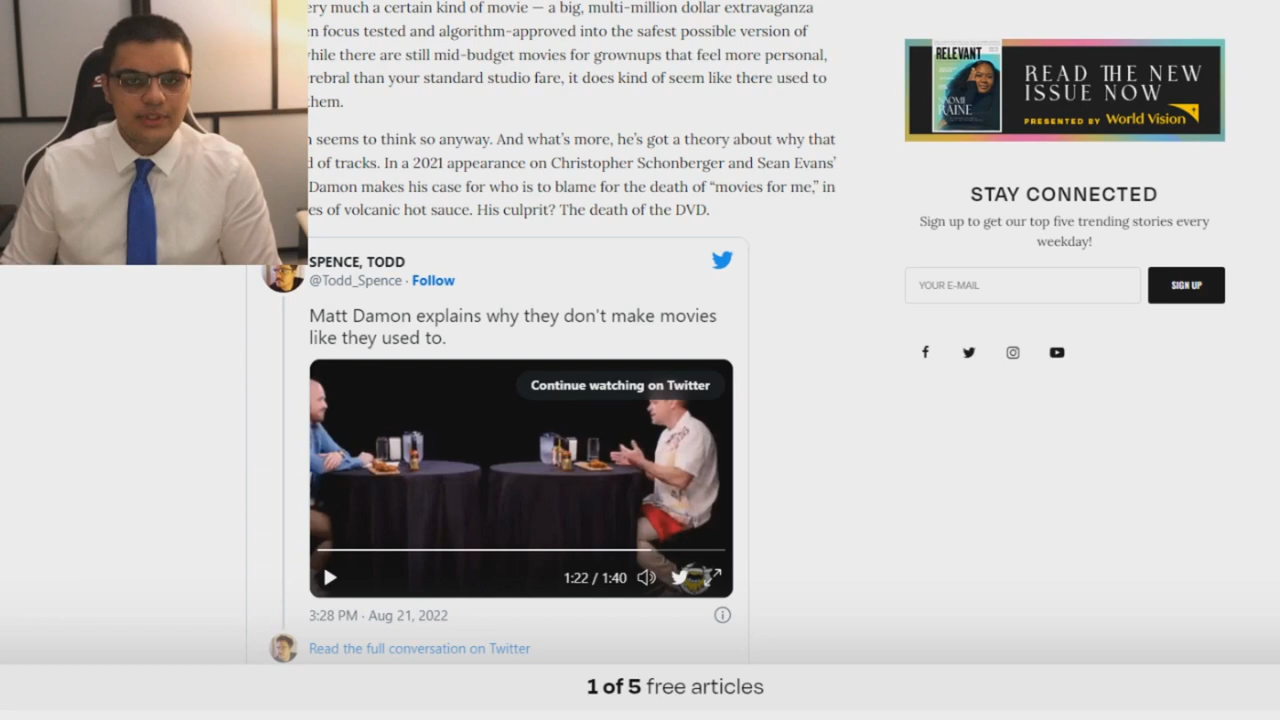 ery much a certain kind of movie — a big, multi-million dollar extravaganza
n focus tested and algorithm-approved into the safest possible version of
while there are still mid-budget movies for grownups that feel more personal,
rebral than your standard studio fare, it does kind of seem like there used to
them.
n seems to think so anyway. And what's more, he's got a theory about why that
d of tracks. In a 2021 appearance on Christopher Schonberger and Sean Evans'
Damon makes his case for who is to blame for the death of “movies for me,” in
es of volcanic hot sauce. His culprit? The death of the DVD.
SPENCE, TODD
@Todd_Spence · Follow
Matt Damon explains why they don't make movies
like they used to.
Continue watching on Twitter
1:22 / 1:40
3:28 PM · Aug 21, 2022
Read the full conversation on Twitter
RELEVANT
NAOMI
RAINE
READ THE NEW
ISSUE NOW
PRESENTED BY World Vision
STAY CONNECTED
Sign up to get our top five trending stories every
weekday!
YOUR E-MAIL
SIGN UP
1 of 5 free articles